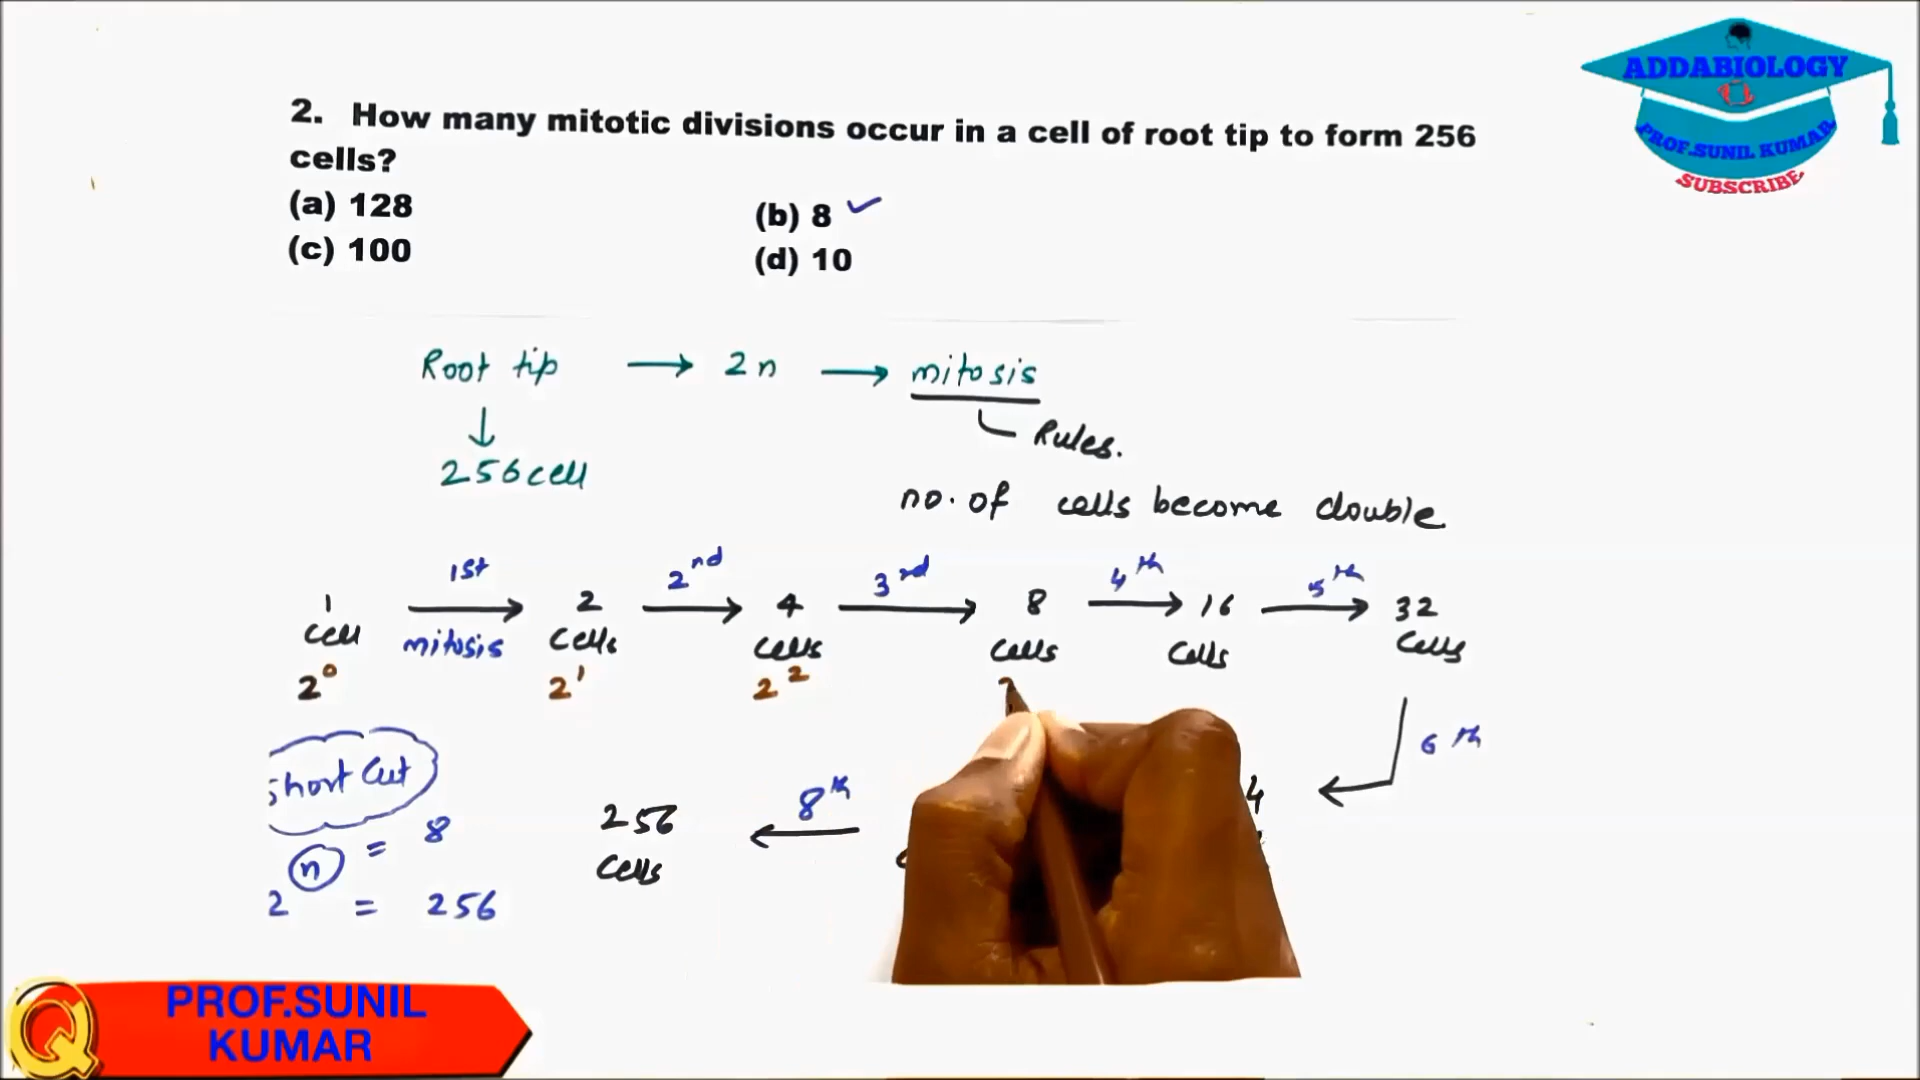 ADDABIOLOGY
PROF.SUNIL KUMAR
SUBSCRIBE
2. How many mitotic divisions occur in a cell of root tip to form 256
cells?
(a) 128 (b) 8 ✓
(c) 100 (d) 10
Root tip → 2n → mitosis
↓ Rules.
256 cell
no. of cells become double
1st 2nd 3rd 4th 5th
1 → 2 → 4 → 8 → 16 → 32
cell mitosis cells cells cells cells cells
2⁰ 2¹ 2²
6th
Short Cut
256 ← 8th 4
cells
n = 8
2 = 256
PROF.SUNIL
KUMAR